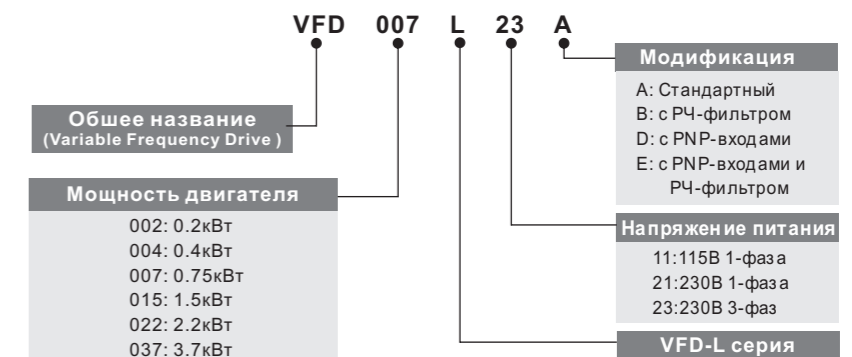 VFD 007 L 23 A
Модификация
A: Стандартный
B: с РЧ-фильтром
D: с PNP-входами
E: с PNP-входами и
РЧ-фильтром
Обшее название
(Variable Frequency Drive )
Мощность двигателя
002: 0.2кВт
004: 0.4кВт
007: 0.75кВт
015: 1.5кВт
022: 2.2кВт
037: 3.7кВт
Напряжение питания
11:115В 1-фаза
21:230В 1-фаза
23:230В 3-фаз
VFD-L серия